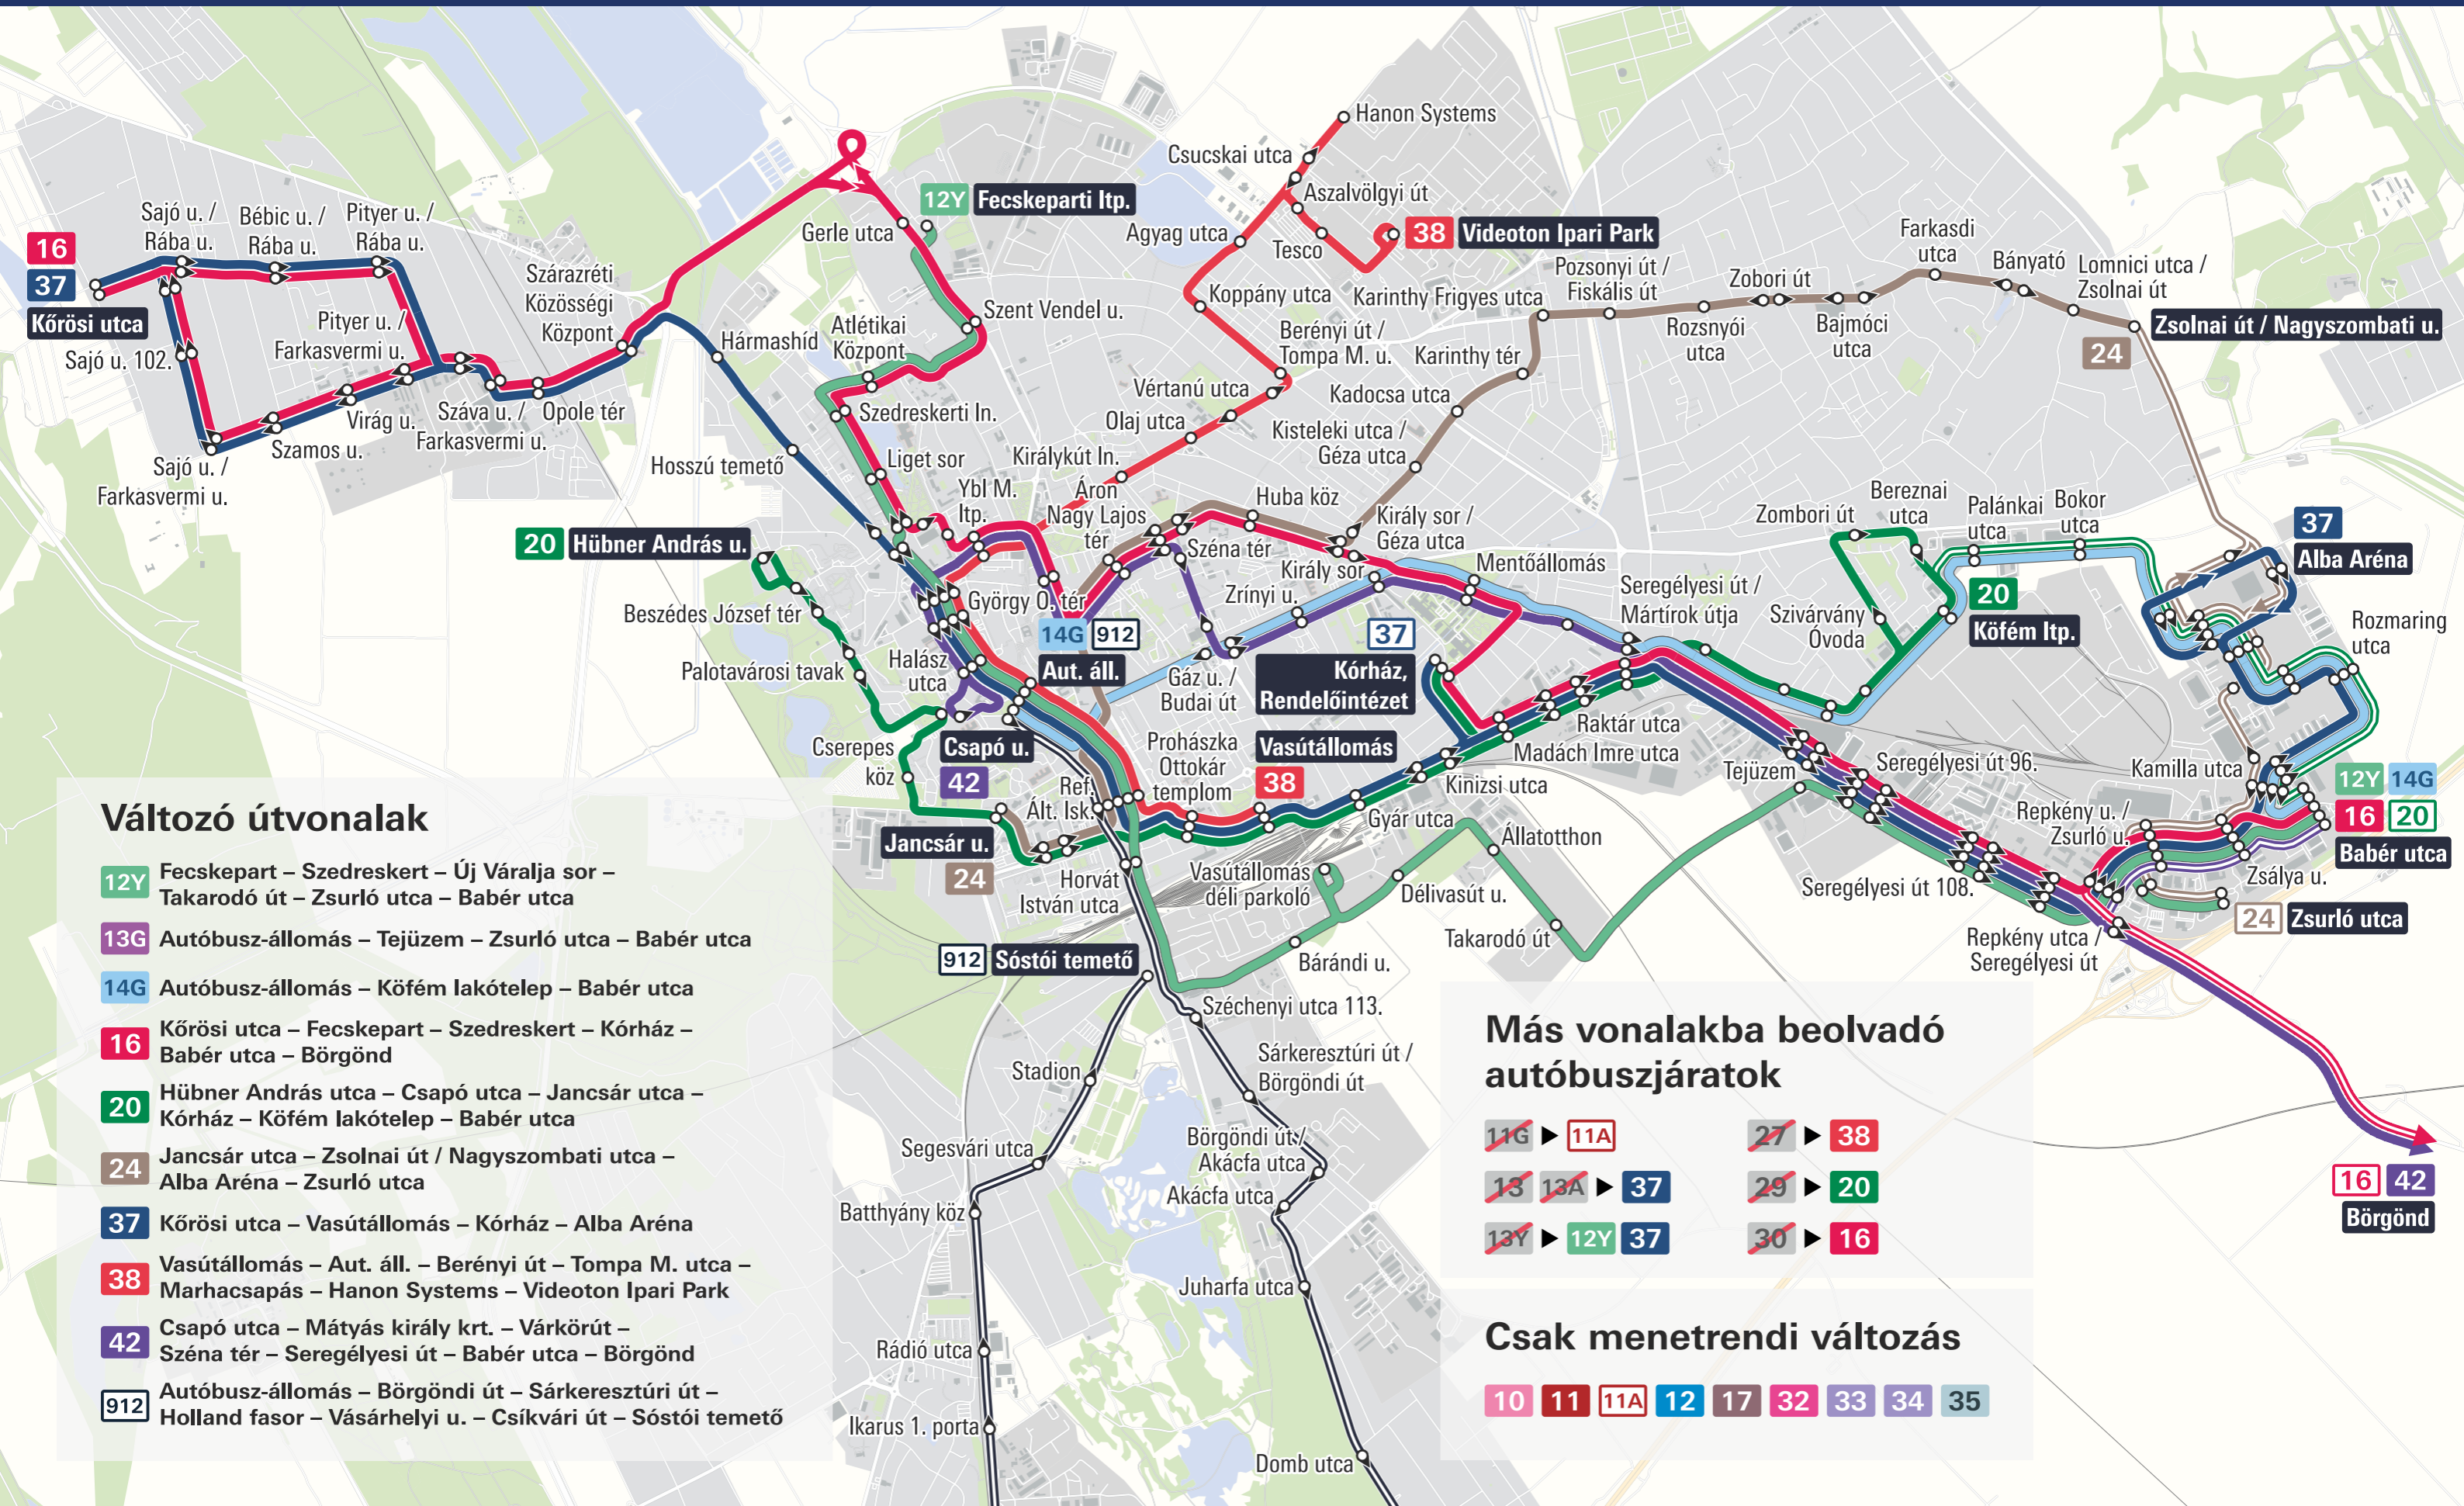 Hanon Systems
Csucskai utca
Aszalvölgyi út
12Y Fecskeparti ltp.
Gerle utca
Agyag utca
Tesco
38 Videoton Ipari Park
Sajó u. /
Rába u.
Bébic u. /
Rába u.
Pityer u. /
Rába u.
16
37
Kőrösi utca
Sajó u. 102.
Pityer u. /
Farkasvermi u.
Szárazréti
Közösségi
Központ
Hármashíd
Atlétikai
Központ
Szent Vendel u.
Koppány utca
Karinthy Frigyes utca
Pozsonyi út /
Fiskális út
Zobori út
Farkasdi
utca
Bányató
Lomnici utca /
Zsolnai út
Zsolnai út / Nagyszombati u.
24
Rozsnyói
utca
Bajmóci
utca
Berényi út /
Tompa M. u.
Karinthy tér
Vértanú utca
Kadocsa utca
Olaj utca
Kisteleki utca /
Géza utca
Szedreskerti ln.
Virág u.
Száva u. /
Farkasvermi u.
Opole tér
Szamos u.
Sajó u. /
Farkasvermi u.
Hosszú temető
Liget sor
Királykút ln.
Ybl M.
ltp.
Áron
Nagy Lajos
tér
Huba köz
Király sor /
Géza utca
Széna tér
Király sor
Mentőállomás
Zrínyi u.
Seregélyesi út /
Mártírok útja
Zombori út
Bereznai
utca
Palánkai
utca
Bokor
utca
37
Alba Aréna
20 Hübner András u.
Beszédes József tér
György O. tér
Palotavárosi tavak
Halász
utca
14G 912
Aut. áll.
Gáz u. /
Budai út
37
Kórház,
Rendelőintézet
Szivárvány
Óvoda
20
Köfém ltp.
Rozmaring
utca
Raktár utca
Madách Imre utca
Cserepes
köz
Csapó u.
42
Prohászka
Ottokár
templom
Vasútállomás
38
Kinizsi utca
Tejüzem
Seregélyesi út 96.
Kamilla utca
12Y 14G
16 20
Babér utca
Ref.
Ált. Isk.
Gyár utca
Repkény u. /
Zsurló u.
Jancsár u.
24
Állatotthon
Vasútállomás
déli parkoló
Délivasút u.
Horvát
István utca
Seregélyesi út 108.
Zsálya u.
24 Zsurló utca
Takarodó út
Repkény utca /
Seregélyesi út
912 Sóstói temető
Bárándi u.
Széchenyi utca 113.
Stadion
Sárkeresztúri út /
Börgöndi út
Segesvári utca
Börgöndi út /
Akácfa utca
Akácfa utca
Batthyány köz
Juharfa utca
Rádió utca
Ikarus 1. porta
Domb utca
16 42
Börgönd
Változó útvonalak
12Y Fecskepart – Szedreskert – Új Váralja sor –
Takarodó út – Zsurló utca – Babér utca
13G Autóbusz-állomás – Tejüzem – Zsurló utca – Babér utca
14G Autóbusz-állomás – Köfém lakótelep – Babér utca
16 Kőrösi utca – Fecskepart – Szedreskert – Kórház –
Babér utca – Börgönd
20 Hübner András utca – Csapó utca – Jancsár utca –
Kórház – Köfém lakótelep – Babér utca
24 Jancsár utca – Zsolnai út / Nagyszombati utca –
Alba Aréna – Zsurló utca
37 Kőrösi utca – Vasútállomás – Kórház – Alba Aréna
38 Vasútállomás – Aut. áll. – Berényi út – Tompa M. utca –
Marhacsapás – Hanon Systems – Videoton Ipari Park
42 Csapó utca – Mátyás király krt. – Várkörút –
Széna tér – Seregélyesi út – Babér utca – Börgönd
912 Autóbusz-állomás – Börgöndi út – Sárkeresztúri út –
Holland fasor – Vásárhelyi u. – Csíkvári út – Sóstói temető
Más vonalakba beolvadó
autóbuszjáratok
11G ▶ 11A
27 ▶ 38
13 13A ▶ 37
29 ▶ 20
13Y ▶ 12Y 37
30 ▶ 16
Csak menetrendi változás
10 11 11A 12 17 32 33 34 35